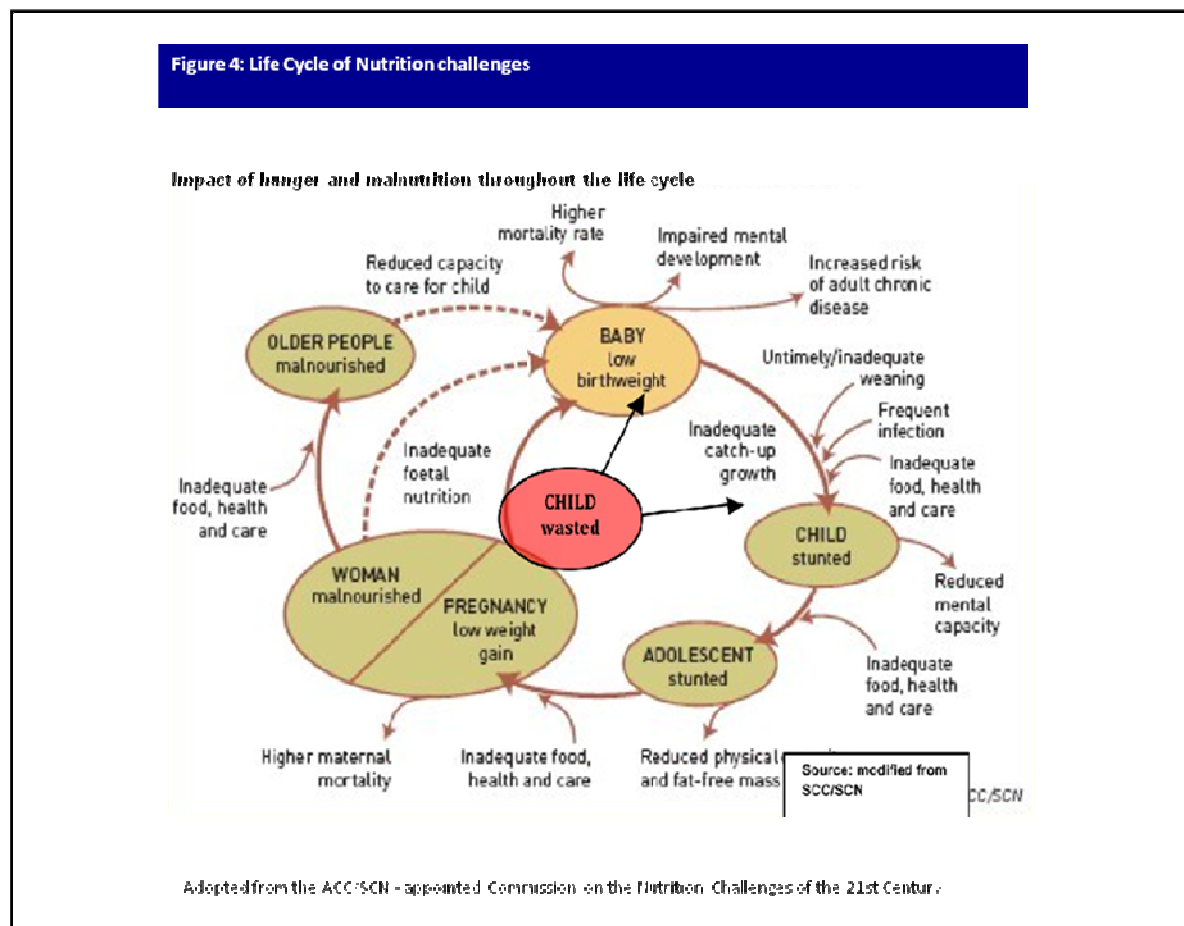 Figure 4: Life Cycle of Nutrition challenges
Impact of hunger and malnutrition throughout the life cycle
Higher
mortality rate
Impaired mental
development
Increased risk
of adult chronic
disease
Reduced capacity
to care for child
OLDER PEOPLE
malnourished
BABY
low
birthweight
Untimely/inadequate
weaning
Frequent
infection
Inadequate
food, health
and care
Inadequate
catch-up
growth
Inadequate
foetal
nutrition
Inadequate
food, health
and care
CHILD
wasted
CHILD
stunted
Reduced
mental
capacity
WOMAN
malnourished
PREGNANCY
low weight
gain
ADOLESCENT
stunted
Inadequate
food, health
and care
Higher maternal
mortality
Inadequate food,
health and care
Reduced physical
and fat-free mass
Source: modified from
SCC/SCN
CC/SCN
Adopted from the ACC/SCN - appointed Commission on the Nutrition Challenges of the 21st Century